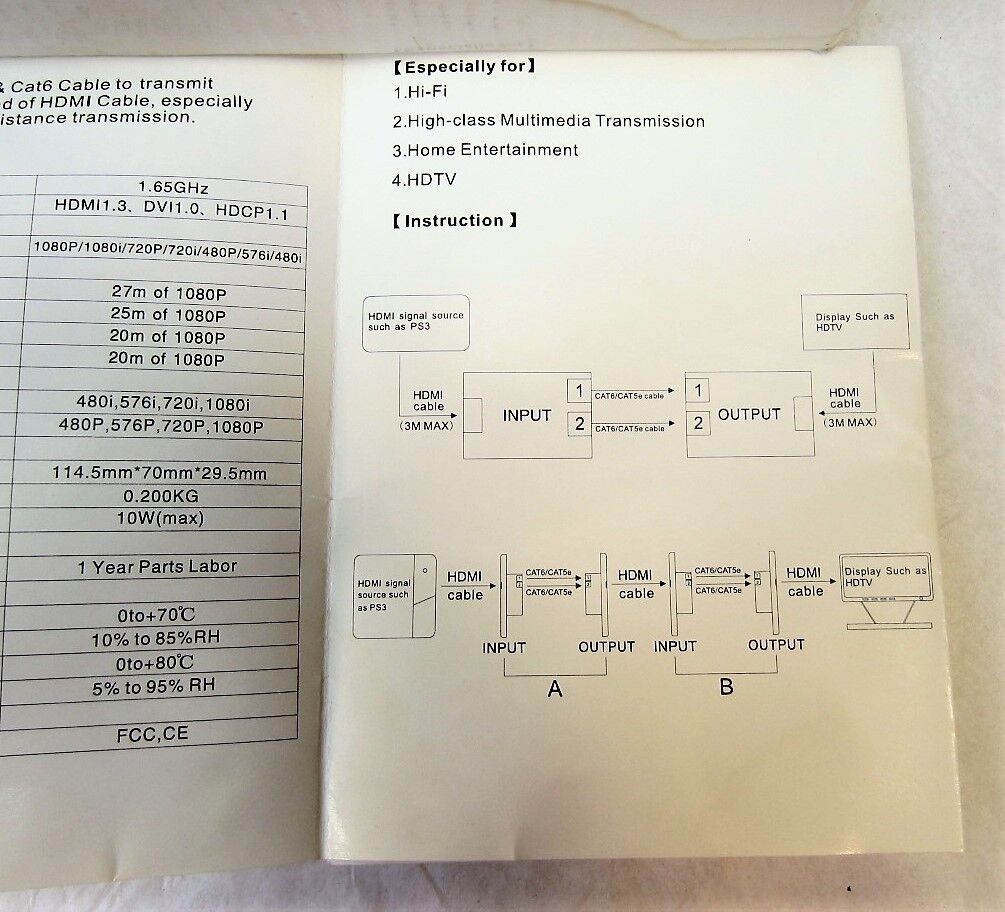 & Cat6 Cable to transmit
d of HDMI Cable, especially
istance transmission.
1.65GHz
HDMI1.3、DVI1.0、HDCP1.1
1080P/1080i/720P/720i/480P/576i/480i
27m of 1080P
25m of 1080P
20m of 1080P
20m of 1080P
480i,576i,720i,1080i
480P,576P,720P,1080P
114.5mm*70mm*29.5mm
0.200KG
10W(max)
1 Year Parts Labor
0to+70℃
10% to 85%RH
0to+80℃
5% to 95% RH
FCC,CE
【Especially for】
1.Hi-Fi
2.High-class Multimedia Transmission
3.Home Entertainment
4.HDTV
【Instruction】
HDMI signal source
such as PS3
Display Such as
HDTV
HDMI
cable
(3M MAX)
INPUT
1
2
CAT6/CAT5e cable
CAT6/CAT5e cable
1
2
OUTPUT
HDMI
cable
(3M MAX)
HDMI signal
source such
as PS3
HDMI
cable
CAT6/CAT5e
CAT6/CAT5e
HDMI
cable
CAT6/CAT5e
CAT6/CAT5e
HDMI
cable
Display Such as
HDTV
INPUT
OUTPUT
INPUT
OUTPUT
A
B